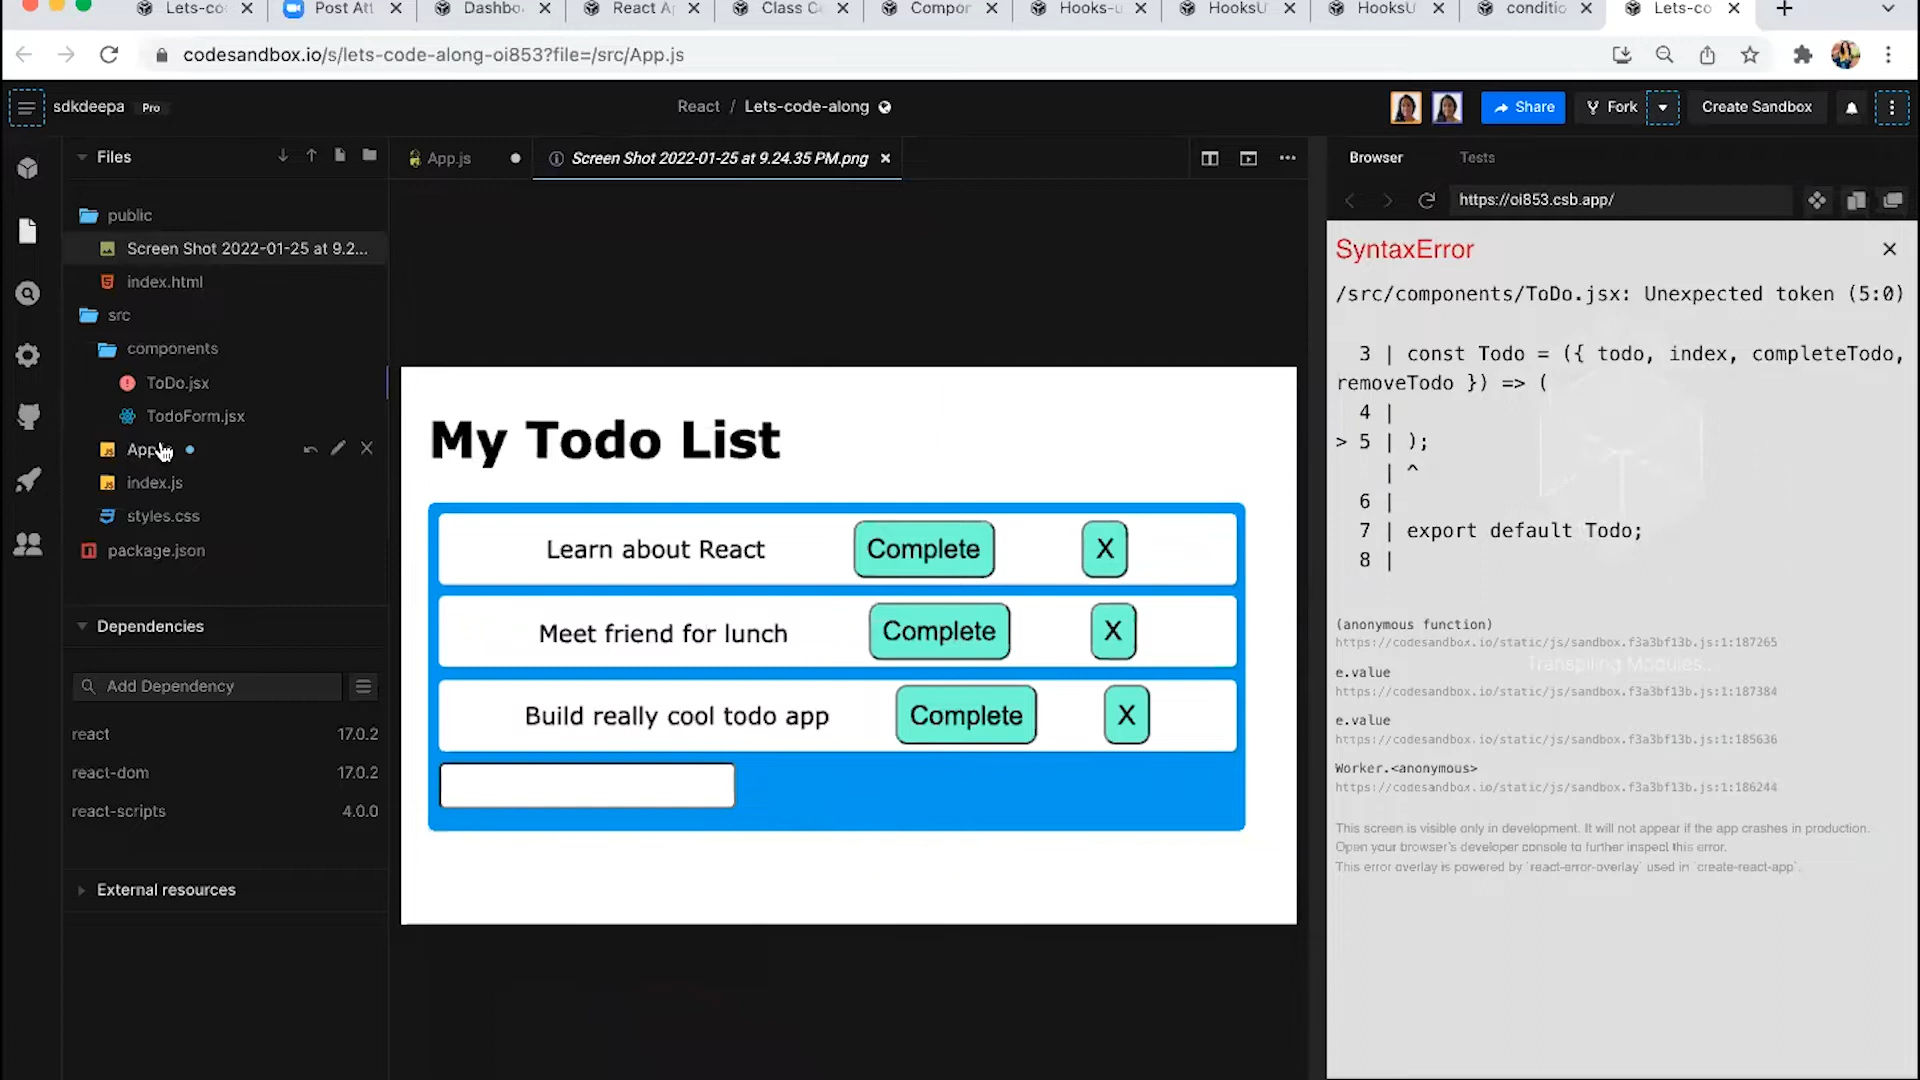 Lets-co
Post Att
Dashbo
React A
Class C
Compor
Hooks-u
HooksU
HooksU
conditio
Lets-co
codesandbox.io/s/lets-code-along-oi853?file=/src/App.js
sdkdeepa Pro
React / Lets-code-along
Share
Fork
Create Sandbox
Files
public
Screen Shot 2022-01-25 at 9.2...
index.html
src
components
ToDo.jsx
TodoForm.jsx
App
index.js
styles.css
package.json
Dependencies
Add Dependency
react 17.0.2
react-dom 17.0.2
react-scripts 4.0.0
External resources
App.js
Screen Shot 2022-01-25 at 9.24.35 PM.png
My Todo List
Learn about React Complete X
Meet friend for lunch Complete X
Build really cool todo app Complete X
Browser Tests
https://oi853.csb.app/
SyntaxError
/src/components/ToDo.jsx: Unexpected token (5:0)
3 | const Todo = ({ todo, index, completeTodo,
removeTodo }) => (
4 |
> 5 | );
| ^
6 |
7 | export default Todo;
8 |
(anonymous function)
https://codesandbox.io/static/js/sandbox.f3a3bf13b.js:1:187265
Transpiling Modules...
e.value
https://codesandbox.io/static/js/sandbox.f3a3bf13b.js:1:187384
e.value
https://codesandbox.io/static/js/sandbox.f3a3bf13b.js:1:185636
Worker.<anonymous>
https://codesandbox.io/static/js/sandbox.f3a3bf13b.js:1:186244
This screen is visible only in development. It will not appear if the app crashes in production.
Open your browser's developer console to further inspect this error.
This error overlay is powered by `react-error-overlay` used in `create-react-app`.